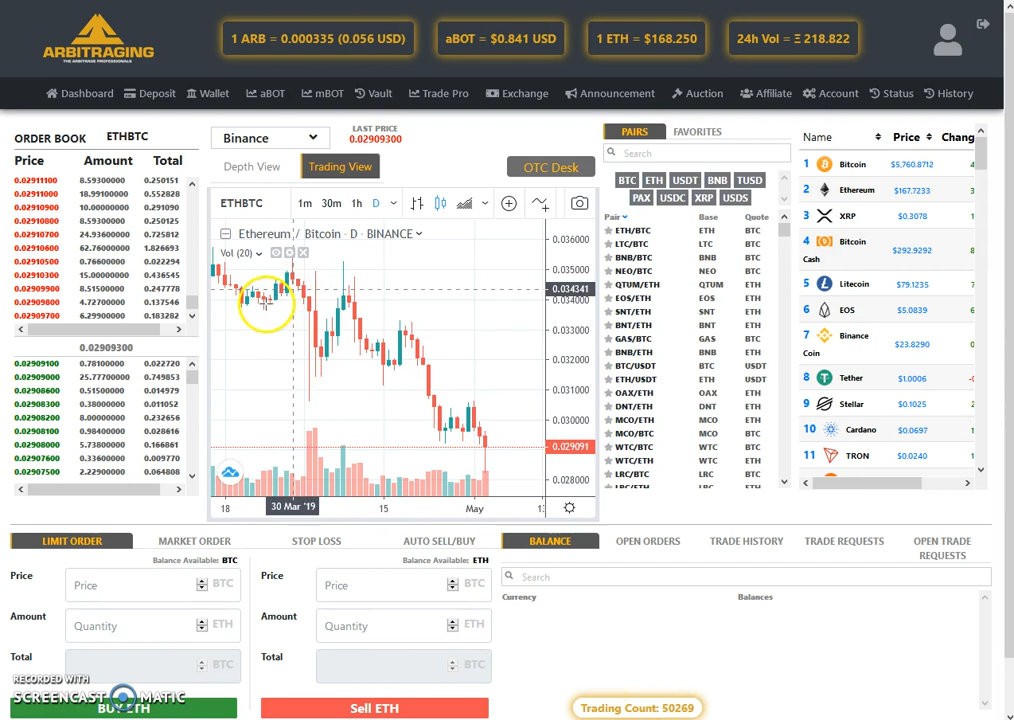 ARBITRAGING
THE ARBITRAGE PROFESSIONALS
1 ARB = 0.000335 (0.056 USD)
aBOT = $0.841 USD
1 ETH = $168.250
24h Vol = Ξ 218.822
Dashboard Deposit Wallet aBOT mBOT Vault Trade Pro Exchange Announcement Auction Affiliate Account Status History
ORDER BOOK ETHBTC
Price Amount Total
0.02911100 8.59300000 0.250151
0.02911000 18.99100000 0.552828
0.02910900 10.00000000 0.291090
0.02910800 8.59300000 0.250125
0.02910700 24.93600000 0.725812
0.02910600 62.76000000 1.826693
0.02910500 0.76600000 0.022294
0.02910300 15.00000000 0.436545
0.02909900 8.51500000 0.247778
0.02909800 4.72700000 0.137546
0.02909700 6.29900000 0.183282
0.02909300
0.02909100 0.78100000 0.022720
0.02909000 25.77700000 0.749853
0.02908600 0.51500000 0.014979
0.02908300 0.38000000 0.011052
0.02908200 8.00000000 0.232656
0.02908100 0.98400000 0.028616
0.02908000 5.73800000 0.166861
0.02907600 0.33600000 0.009770
0.02907500 2.22900000 0.064808
Binance
LAST PRICE
0.02909300
Depth View
Trading View
OTC Desk
ETHBTC 1m 30m 1h D
Ethereum / Bitcoin · D · BINANCE
Vol (20)
0.036000
0.035000
0.034341
0.034000
0.033000
0.032000
0.031000
0.030000
0.029091
0.028000
18 30 Mar '19 15 May 13
PAIRS FAVORITES
Search
BTC ETH USDT BNB TUSD
PAX USDC XRP USDS
Pair Base Quote
ETH/BTC ETH BTC
LTC/BTC LTC BTC
BNB/BTC BNB BTC
NEO/BTC NEO BTC
QTUM/ETH QTUM ETH
EOS/ETH EOS ETH
SNT/ETH SNT ETH
BNT/ETH BNT ETH
GAS/BTC GAS BTC
BNB/ETH BNB ETH
BTC/USDT BTC USDT
ETH/USDT ETH USDT
OAX/ETH OAX ETH
DNT/ETH DNT ETH
MCO/ETH MCO ETH
MCO/BTC MCO BTC
WTC/BTC WTC BTC
WTC/ETH WTC ETH
LRC/BTC LRC BTC
LRC/ETH LRC ETH
Name Price Chang
1 Bitcoin $5,760.8712 4
2 Ethereum $167.7233
3 XRP $0.3078 0
4 Bitcoin Cash $292.9292 8
5 Litecoin $79.1235
6 EOS $5.0839
7 Binance Coin $23.8290
8 Tether $1.0006
9 Stellar $0.1025 2
10 Cardano $0.0697
11 TRON $0.0240
LIMIT ORDER MARKET ORDER STOP LOSS AUTO SELL/BUY
Balance Available: BTC
Price Price BTC
Amount Quantity ETH
Total BTC
BUY ETH
Balance Available: ETH
Price Price BTC
Amount Quantity ETH
Total BTC
Sell ETH
BALANCE OPEN ORDERS TRADE HISTORY TRADE REQUESTS OPEN TRADE REQUESTS
Search
Currency Balances
Trading Count: 50269
RECORDED WITH
SCREENCAST MATIC